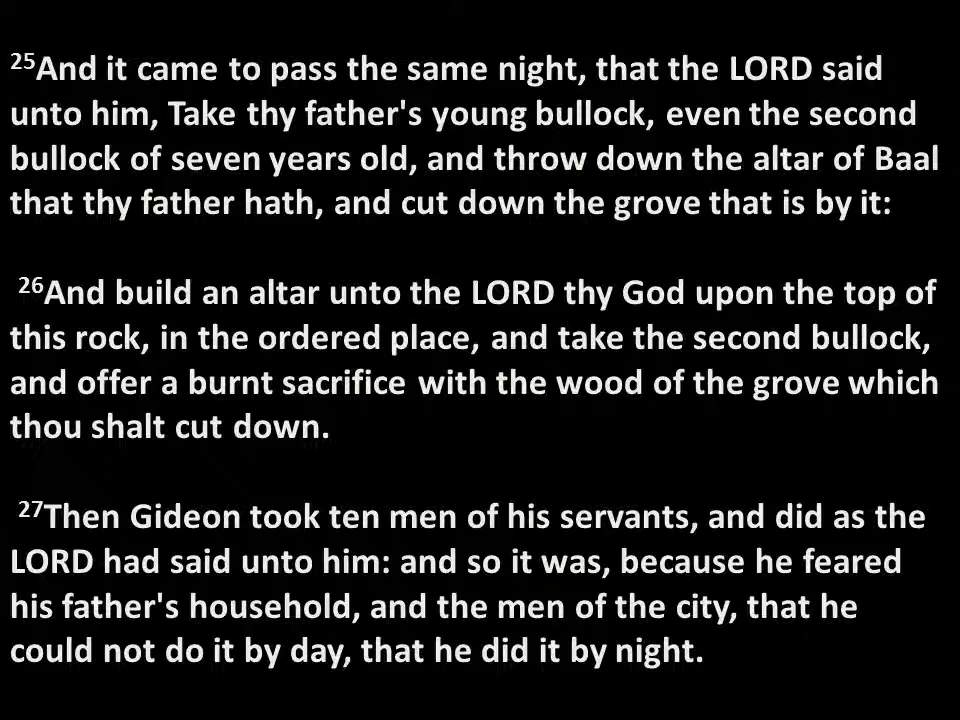 25And it came to pass the same night, that the LORD said
unto him, Take thy father's young bullock, even the second
bullock of seven years old, and throw down the altar of Baal
that thy father hath, and cut down the grove that is by it:
26And build an altar unto the LORD thy God upon the top of
this rock, in the ordered place, and take the second bullock,
and offer a burnt sacrifice with the wood of the grove which
thou shalt cut down.
27Then Gideon took ten men of his servants, and did as the
LORD had said unto him: and so it was, because he feared
his father's household, and the men of the city, that he
could not do it by day, that he did it by night.